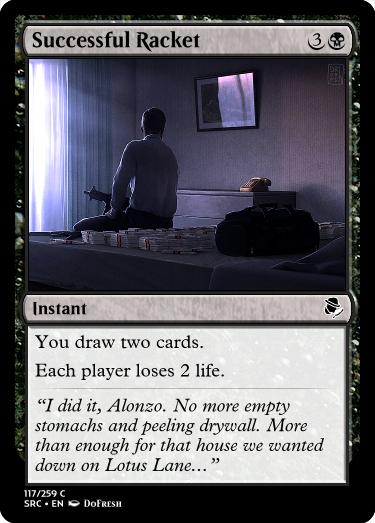 Successful Racket 3
Instant
You draw two cards.
Each player loses 2 life.
“I did it, Alonzo. No more empty
stomachs and peeling drywall. More
than enough for that house we wanted
down on Lotus Lane…”
117/259 C
SRC • EN DoFresh